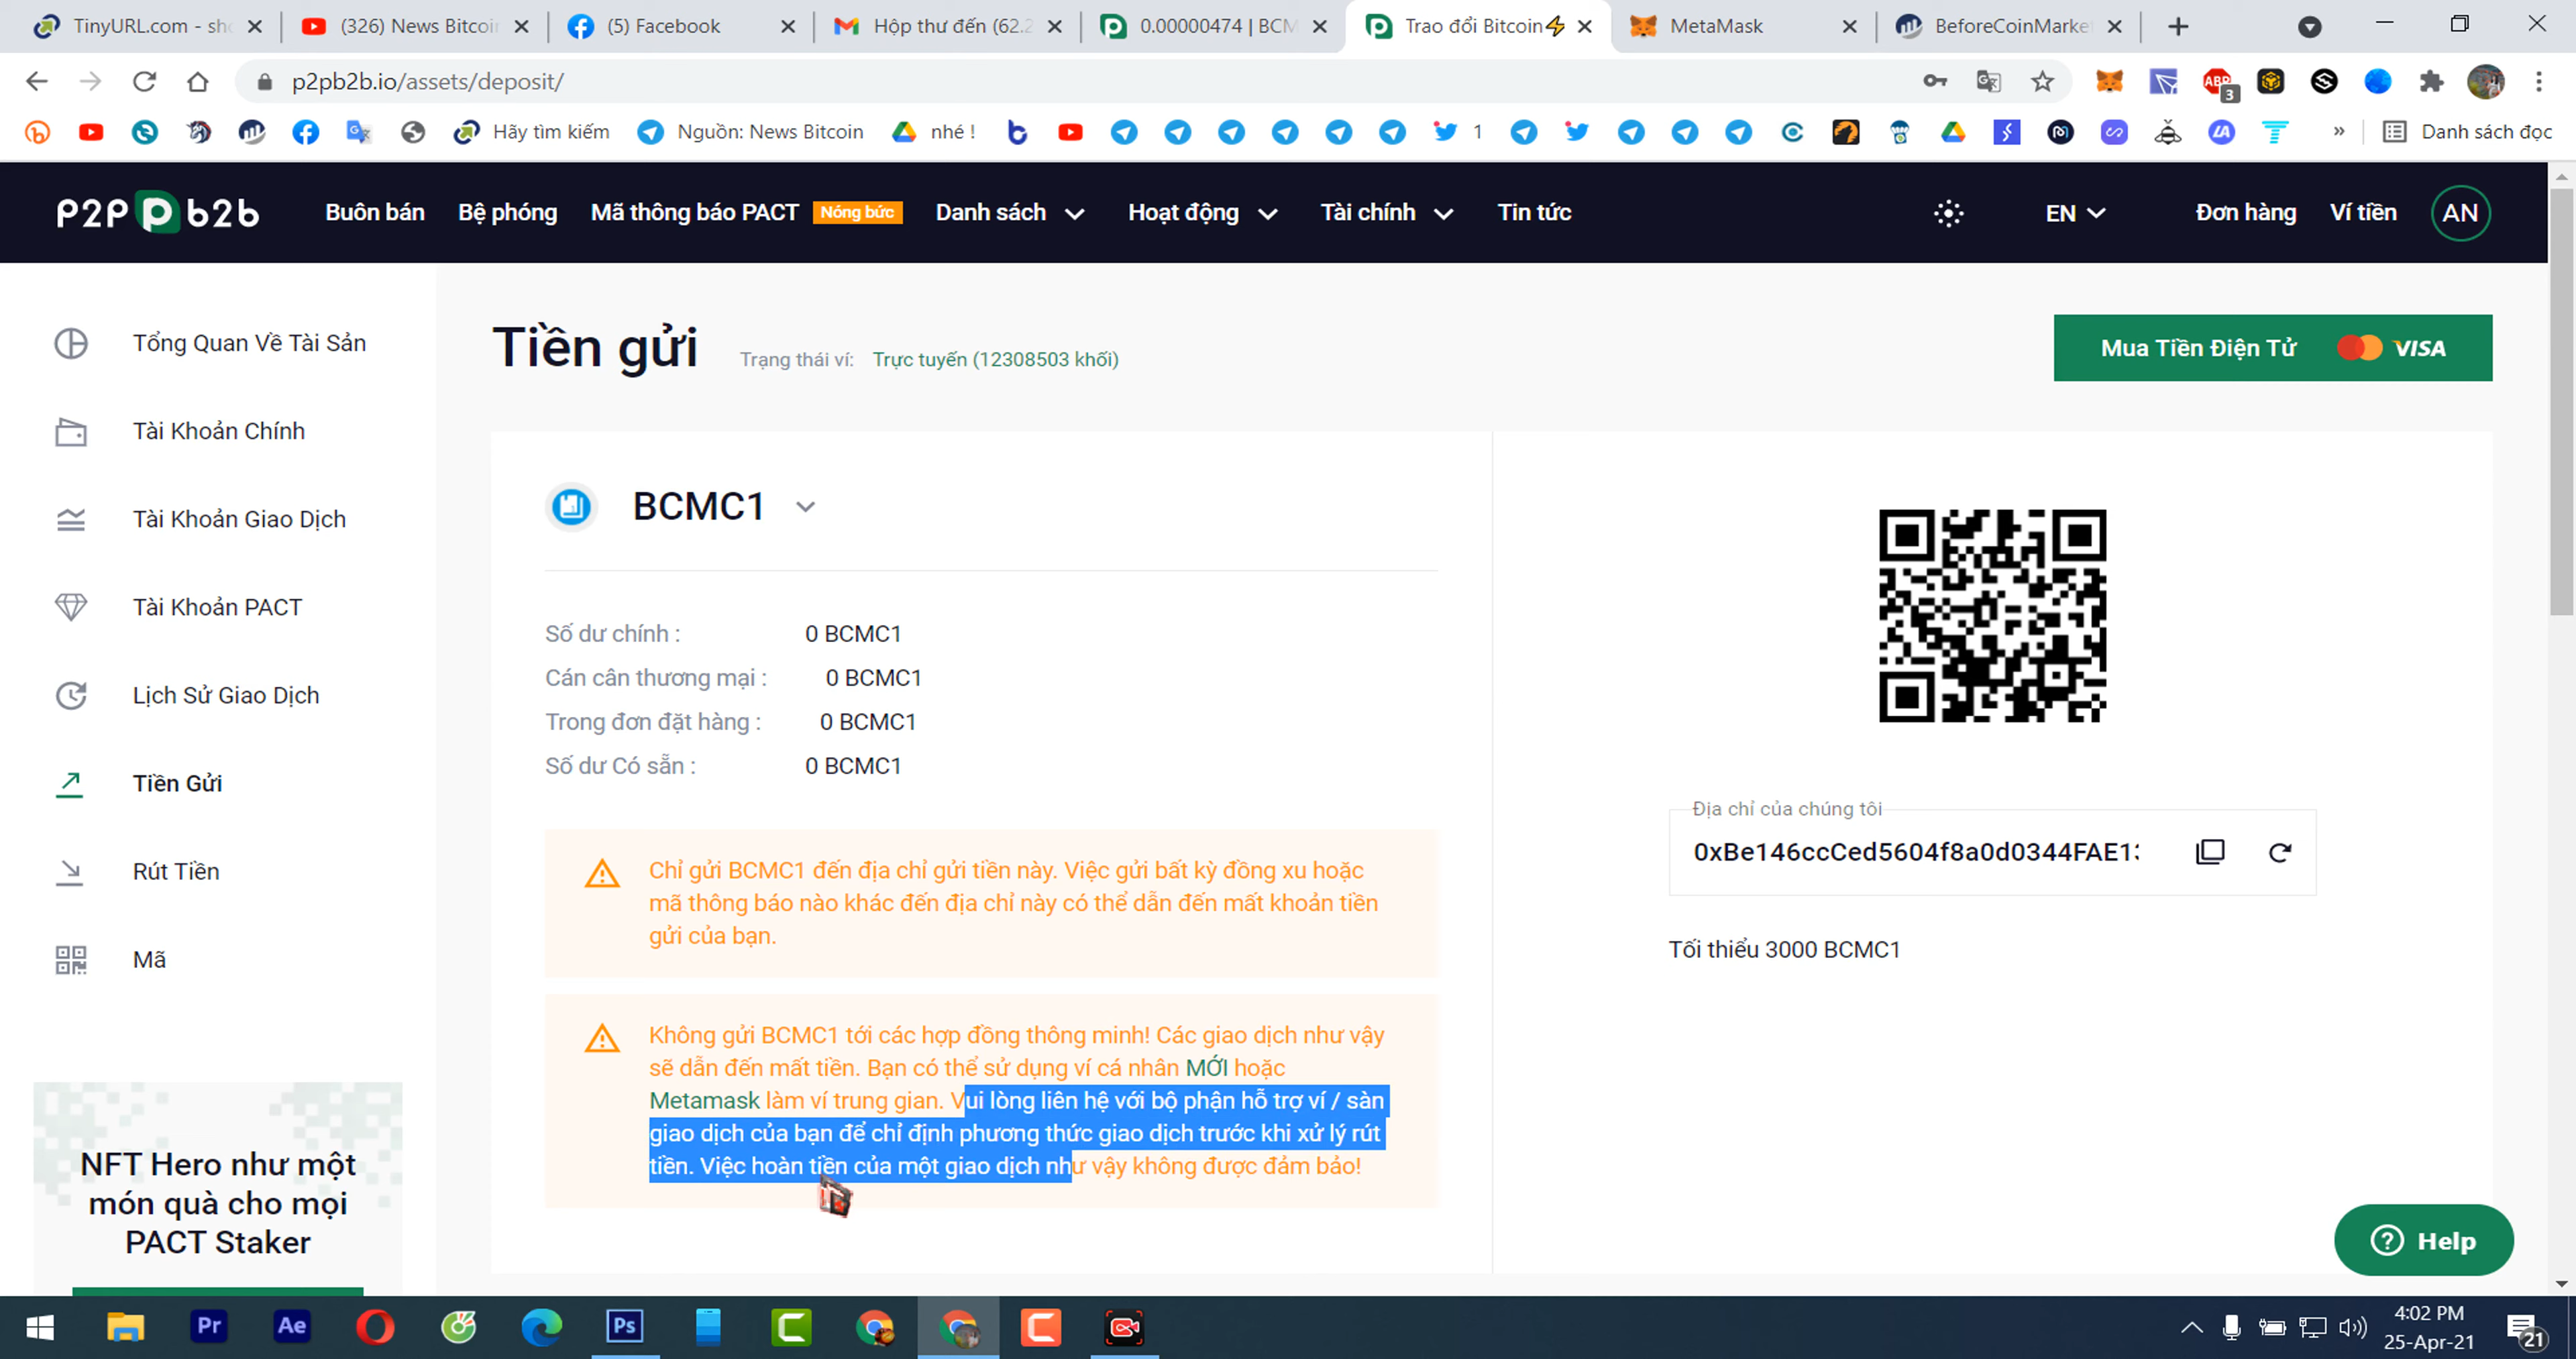 TinyURL.com - sho
(326) News Bitcoin
(5) Facebook
Hộp thư đến (62.2
0.00000474 | BCM
Trao đổi Bitcoin⚡
MetaMask
BeforeCoinMarke
p2pb2b.io/assets/deposit/
ABP
3
Hãy tìm kiếm
Nguồn: News Bitcoin
nhé !
1
Danh sách đọc
P2P b2b
Buôn bán
Bệ phóng
Mã thông báo PACT
Nóng bức
Danh sách
Hoạt động
Tài chính
Tin tức
EN
Đơn hàng
Ví tiền
AN
Tổng Quan Về Tài Sản
Tài Khoản Chính
Tài Khoản Giao Dịch
Tài Khoản PACT
Lịch Sử Giao Dịch
Tiền Gửi
Rút Tiền
Mã
NFT Hero như một
món quà cho mọi
PACT Staker
Tiền gửi
Trạng thái ví: Trực tuyến (12308503 khối)
Mua Tiền Điện Tử VISA
BCMC1
Số dư chính : 0 BCMC1
Cán cân thương mại : 0 BCMC1
Trong đơn đặt hàng : 0 BCMC1
Số dư Có sẵn : 0 BCMC1
Chỉ gửi BCMC1 đến địa chỉ gửi tiền này. Việc gửi bất kỳ đồng xu hoặc
mã thông báo nào khác đến địa chỉ này có thể dẫn đến mất khoản tiền
gửi của bạn.
Không gửi BCMC1 tới các hợp đồng thông minh! Các giao dịch như vậy
sẽ dẫn đến mất tiền. Bạn có thể sử dụng ví cá nhân MỚI hoặc
Metamask làm ví trung gian. Vui lòng liên hệ với bộ phận hỗ trợ ví / sàn
giao dịch của bạn để chỉ định phương thức giao dịch trước khi xử lý rút
tiền. Việc hoàn tiền của một giao dịch như vậy không được đảm bảo!
Địa chỉ của chúng tôi
0xBe146ccCed5604f8a0d0344FAE1
Tối thiểu 3000 BCMC1
Help
Pr
Ae
Ps
4:02 PM
25-Apr-21
21